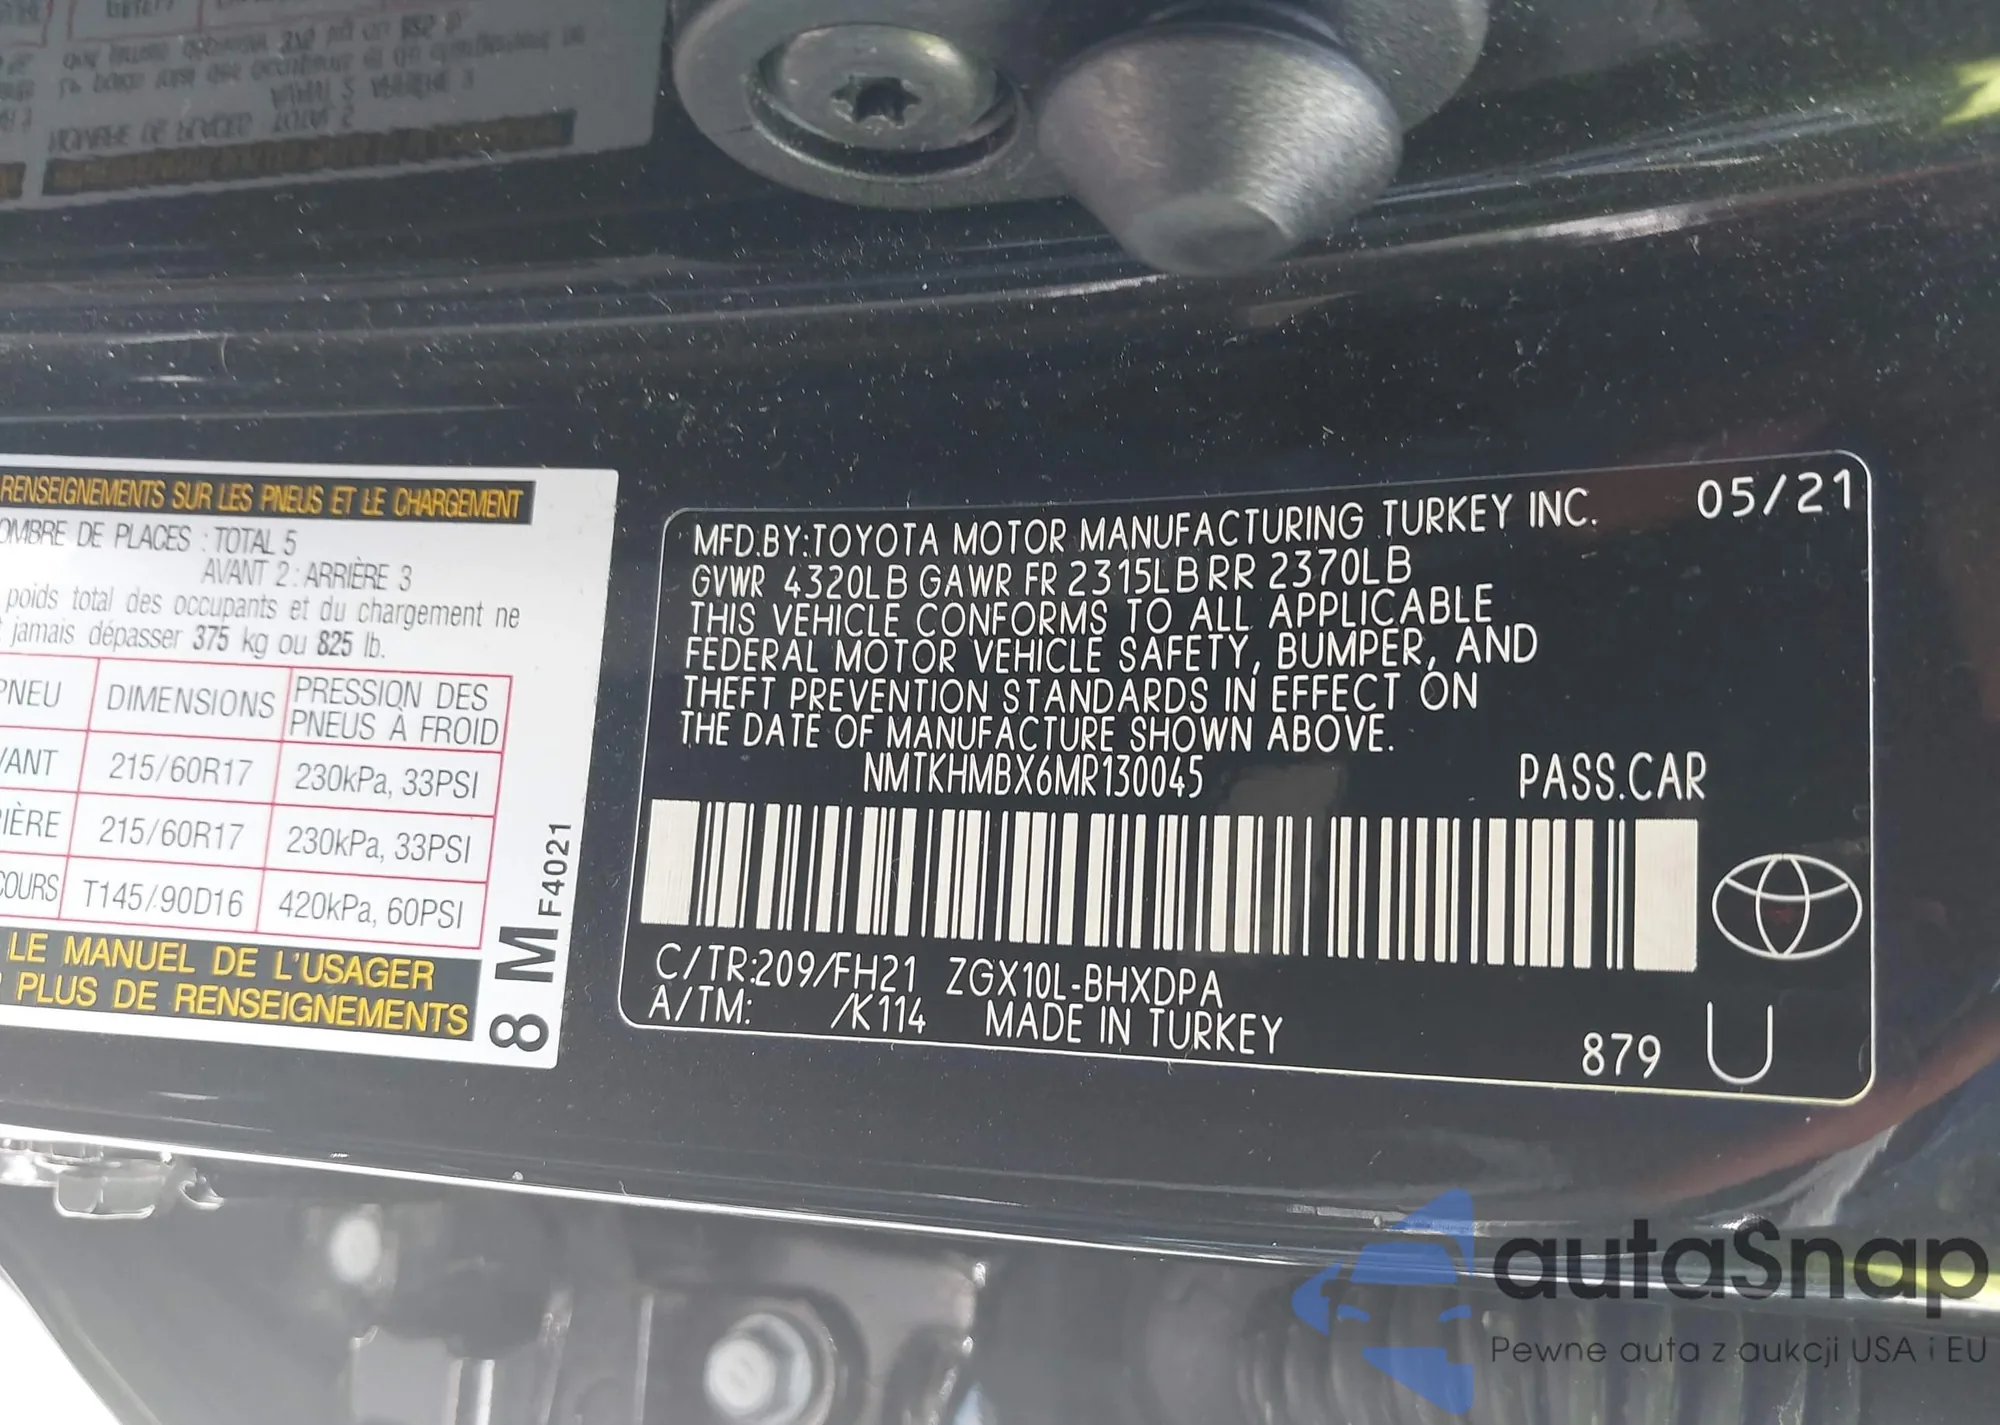 RENSEIGNEMENTS SUR LES PNEUS ET LE CHARGEMENT
OMBRE DE PLACES : TOTAL 5
AVANT 2 : ARRIÈRE 3
poids total des occupants et du chargement ne
jamais dépasser 375 kg ou 825 lb.
PNEU DIMENSIONS PRESSION DES PNEUS À FROID
VANT 215/60R17 230kPa, 33PSI
IÈRE 215/60R17 230kPa, 33PSI
COURS T145/90D16 420kPa, 60PSI
LE MANUEL DE L'USAGER
PLUS DE RENSEIGNEMENTS
8 M F4021
MFD.BY:TOYOTA MOTOR MANUFACTURING TURKEY INC. 05/21
GVWR 4320LB GAWR FR 2315LB RR 2370LB
THIS VEHICLE CONFORMS TO ALL APPLICABLE
FEDERAL MOTOR VEHICLE SAFETY, BUMPER, AND
THEFT PREVENTION STANDARDS IN EFFECT ON
THE DATE OF MANUFACTURE SHOWN ABOVE.
NMTKHMBX6MR130045 PASS.CAR
C/TR:209/FH21 ZGX10L-BHXDPA
A/TM: /K114 MADE IN TURKEY 879 U
autaSnap
Pewne auta z aukcji USA i EU